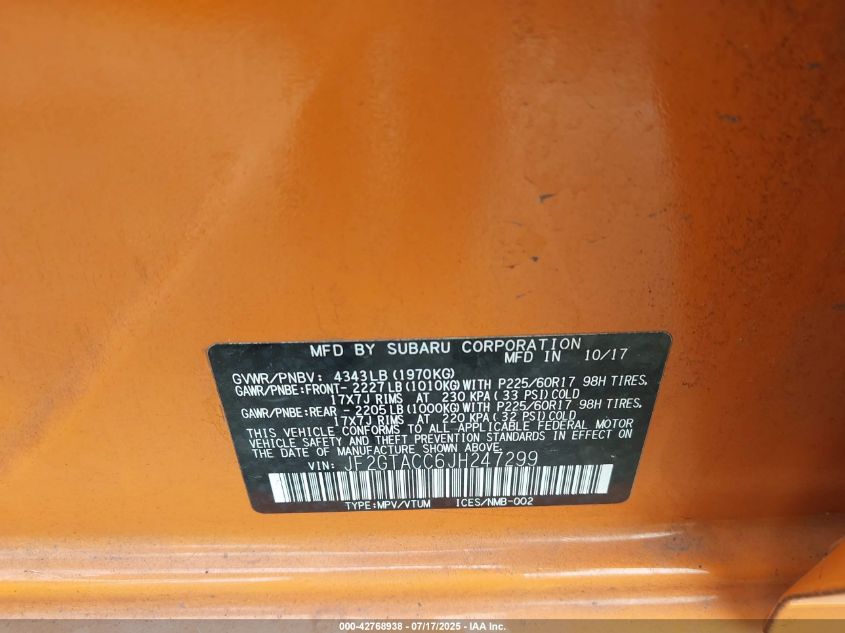 MFD BY SUBARU CORPORATION
MFD IN 10/17
GVWR/PNBV: 4343LB (1970KG)
GAWR/PNBE:FRONT- 2227LB (1010KG) WITH P225/60R17 98H TIRES,
17X7J RIMS AT 230 KPA (33 PSI) COLD
GAWR/PNBE:REAR - 2205LB (1000KG) WITH P225/60R17 98H TIRES,
17X7J RIMS AT 220 KPA (32 PSI) COLD
THIS VEHICLE CONFORMS TO ALL APPLICABLE FEDERAL MOTOR
VEHICLE SAFETY AND THEFT PREVENTION STANDARDS IN EFFECT ON
THE DATE OF MANUFACTURE SHOWN ABOVE.
VIN: JF2GTACC6JH247299
TYPE:MPV/VTUM ICES/NMB-002
000-42768938 - 07/17/2025 - IAA Inc.